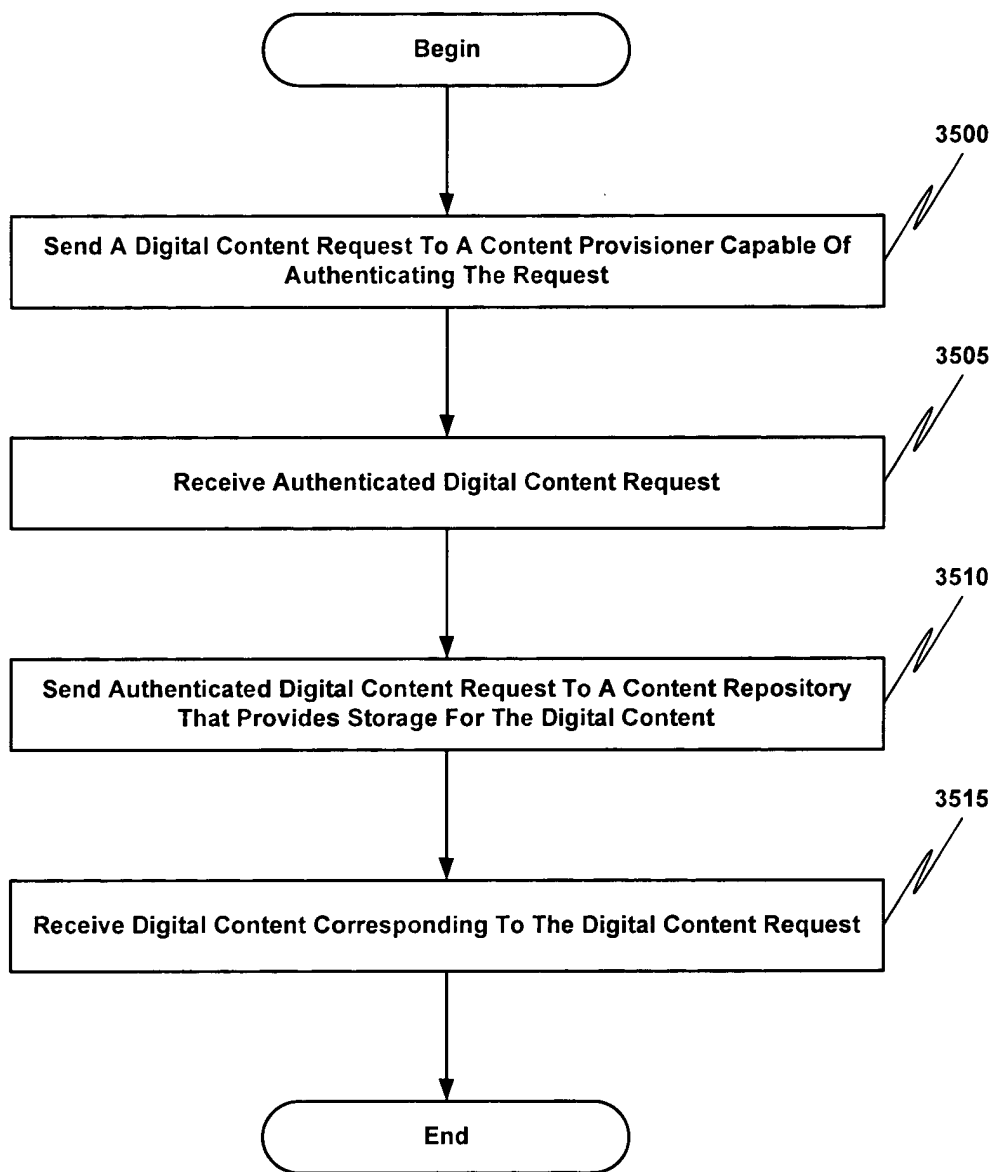 Begin
3500
Send A Digital Content Request To A Content Provisioner Capable Of
Authenticating The Request
3505
Receive Authenticated Digital Content Request
3510
Send Authenticated Digital Content Request To A Content Repository
That Provides Storage For The Digital Content
3515
Receive Digital Content Corresponding To The Digital Content Request
End